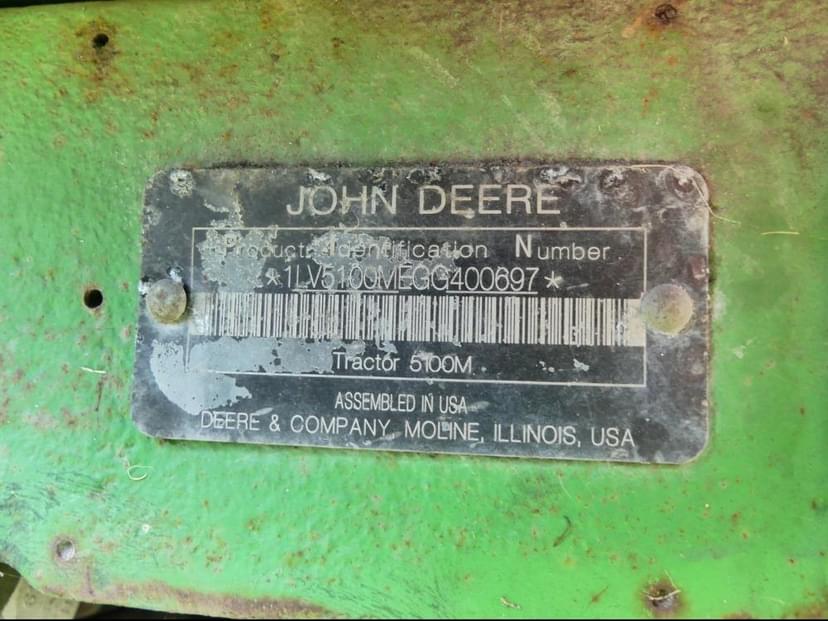 JOHN DEERE
Product Identification Number
*1LV5100MEGG400697*
Tractor 5100M
ASSEMBLED IN USA
DEERE & COMPANY MOLINE, ILLINOIS, USA